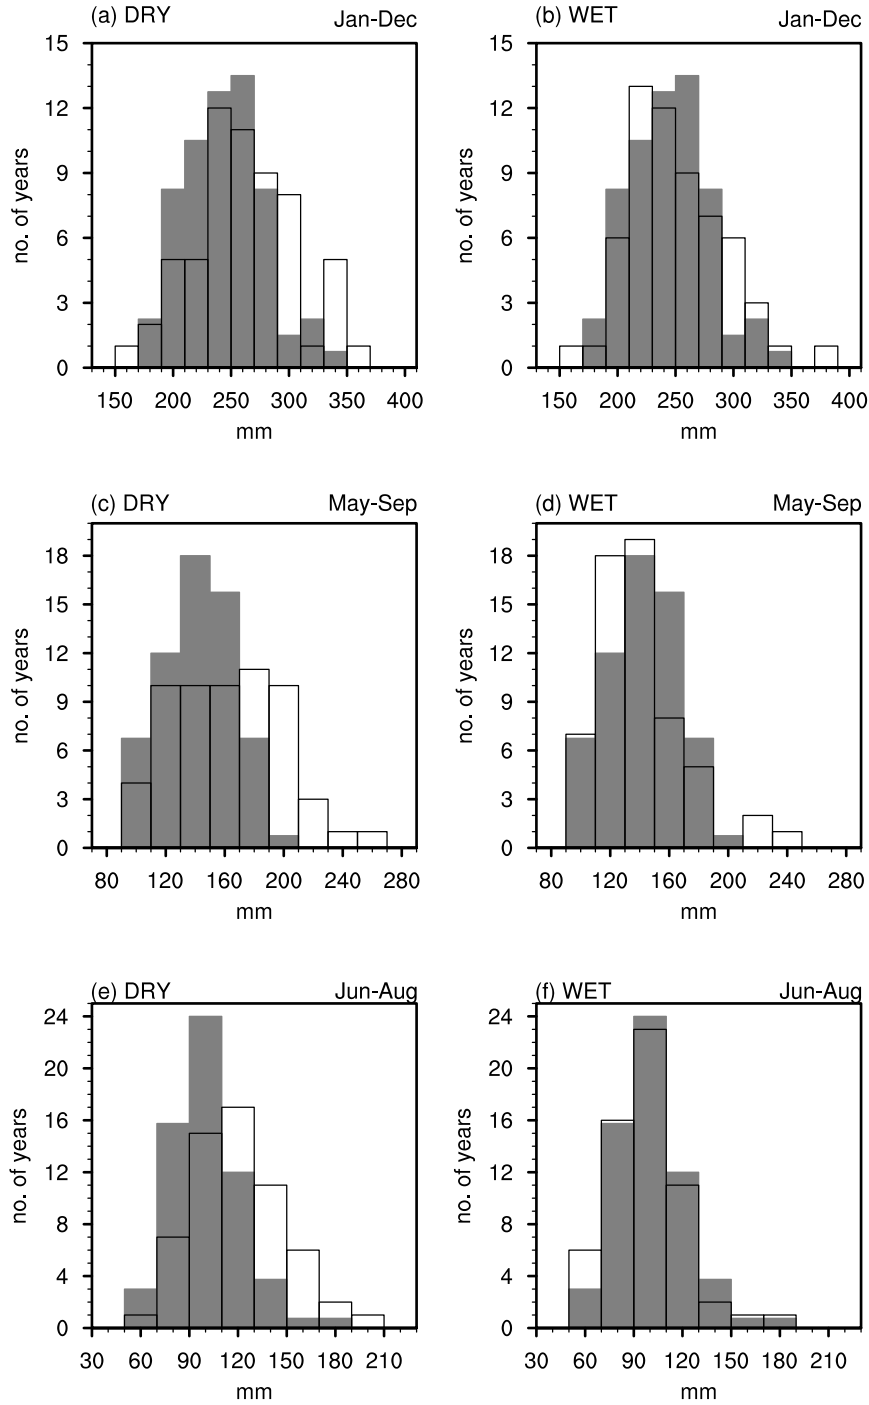 (a) DRY Jan-Dec
15
12
9
6
3
0
no. of years
150 200 250 300 350 400
mm
(b) WET Jan-Dec
15
12
9
6
3
0
no. of years
150 200 250 300 350 400
mm
(c) DRY May-Sep
18
15
12
9
6
3
0
no. of years
80 120 160 200 240 280
mm
(d) WET May-Sep
18
15
12
9
6
3
0
no. of years
80 120 160 200 240 280
mm
(e) DRY Jun-Aug
24
20
16
12
8
4
0
no. of years
30 60 90 120 150 180 210
mm
(f) WET Jun-Aug
24
20
16
12
8
4
0
no. of years
30 60 90 120 150 180 210
mm